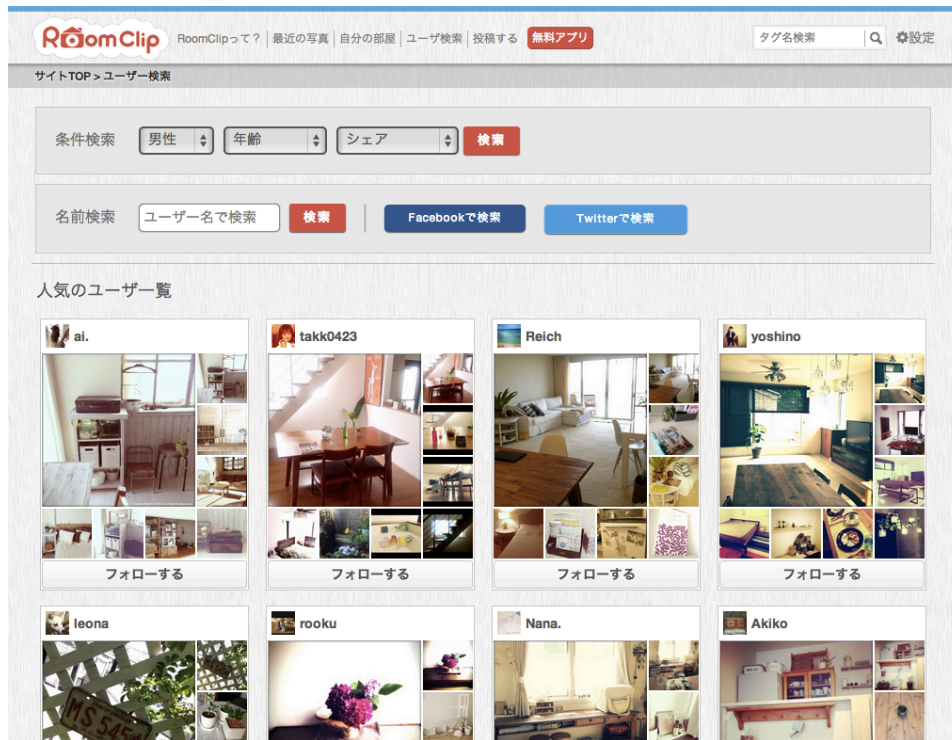 RoomClip RoomClipって？ 最近の写真 自分の部屋 ユーザ検索 投稿する 無料アプリ タグ名検索 設定
サイトTOP > ユーザー検索
条件検索 男性 年齢 シェア 検索
名前検索 ユーザー名で検索 検索 Facebookで検索 Twitterで検索
人気のユーザ一覧
ai. takk0423 Reich yoshino
フォローする フォローする フォローする フォローする
leona rooku Nana. Akiko